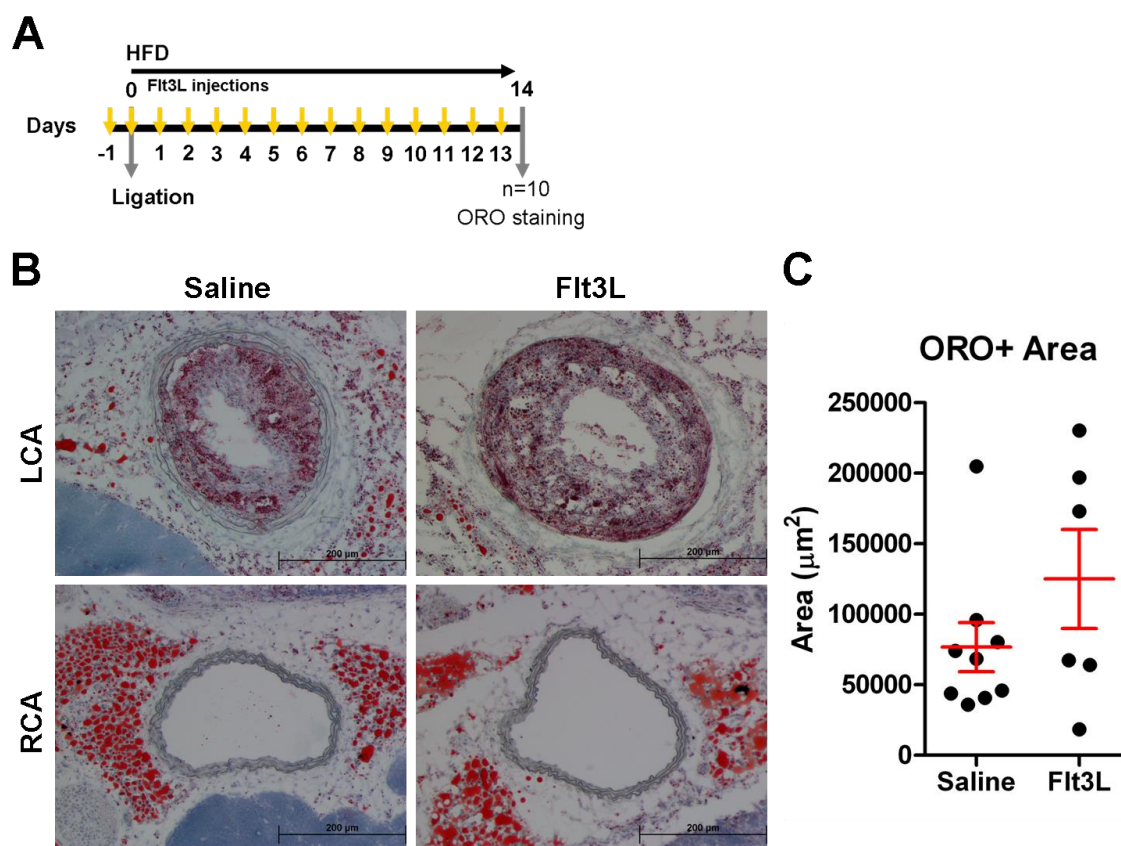 A
HFD
0 Flt3L injections 14
Days
-1 1 2 3 4 5 6 7 8 9 10 11 12 13
Ligation
n=10
ORO staining
B
Saline Flt3L
LCA
200 µm 200 µm
RCA
200 µm 200 µm
C
ORO+ Area
Area (µm²)
250000
200000
150000
100000
50000
0
Saline Flt3L